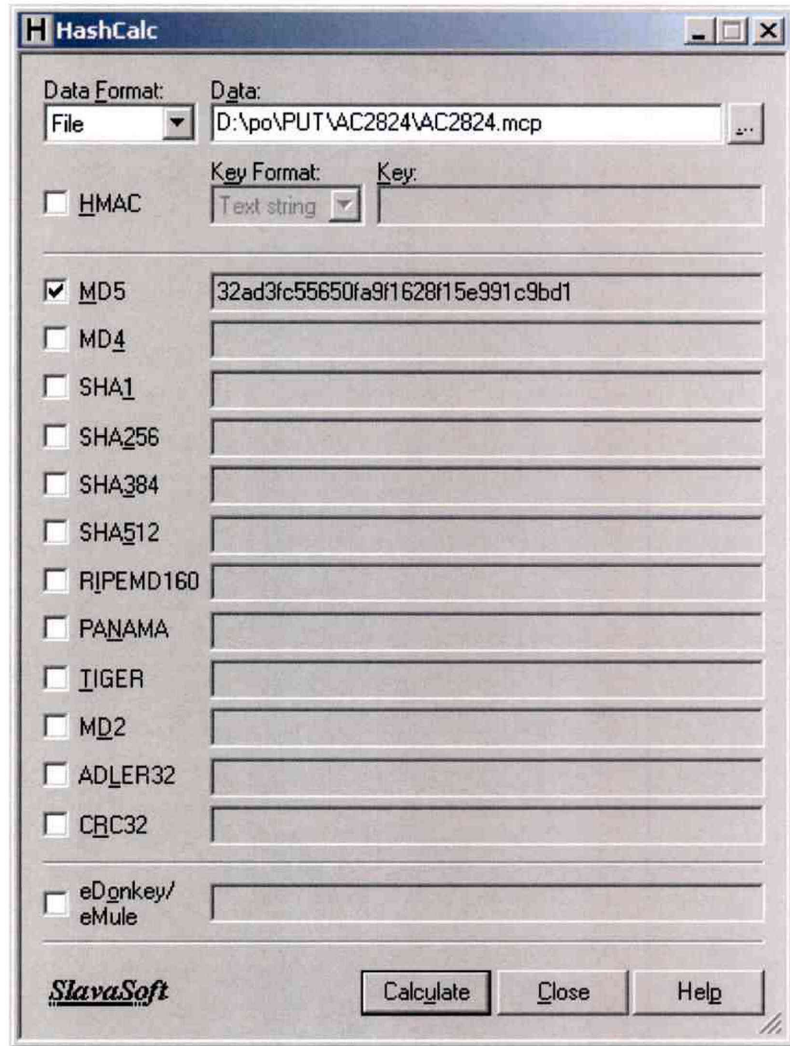 H HashCalc
Data Format: Data:
File D:\po\PUT\AC2824\AC2824.mcp ...
Key Format: Key:
HMAC Text string
MD5 32ad3fc55650fa9f1628f15e991c9bd1
MD4
SHA1
SHA256
SHA384
SHA512
RIPEMD160
PANAMA
TIGER
MD2
ADLER32
CRC32
eDonkey/
eMule
SlavaSoft Calculate Close Help